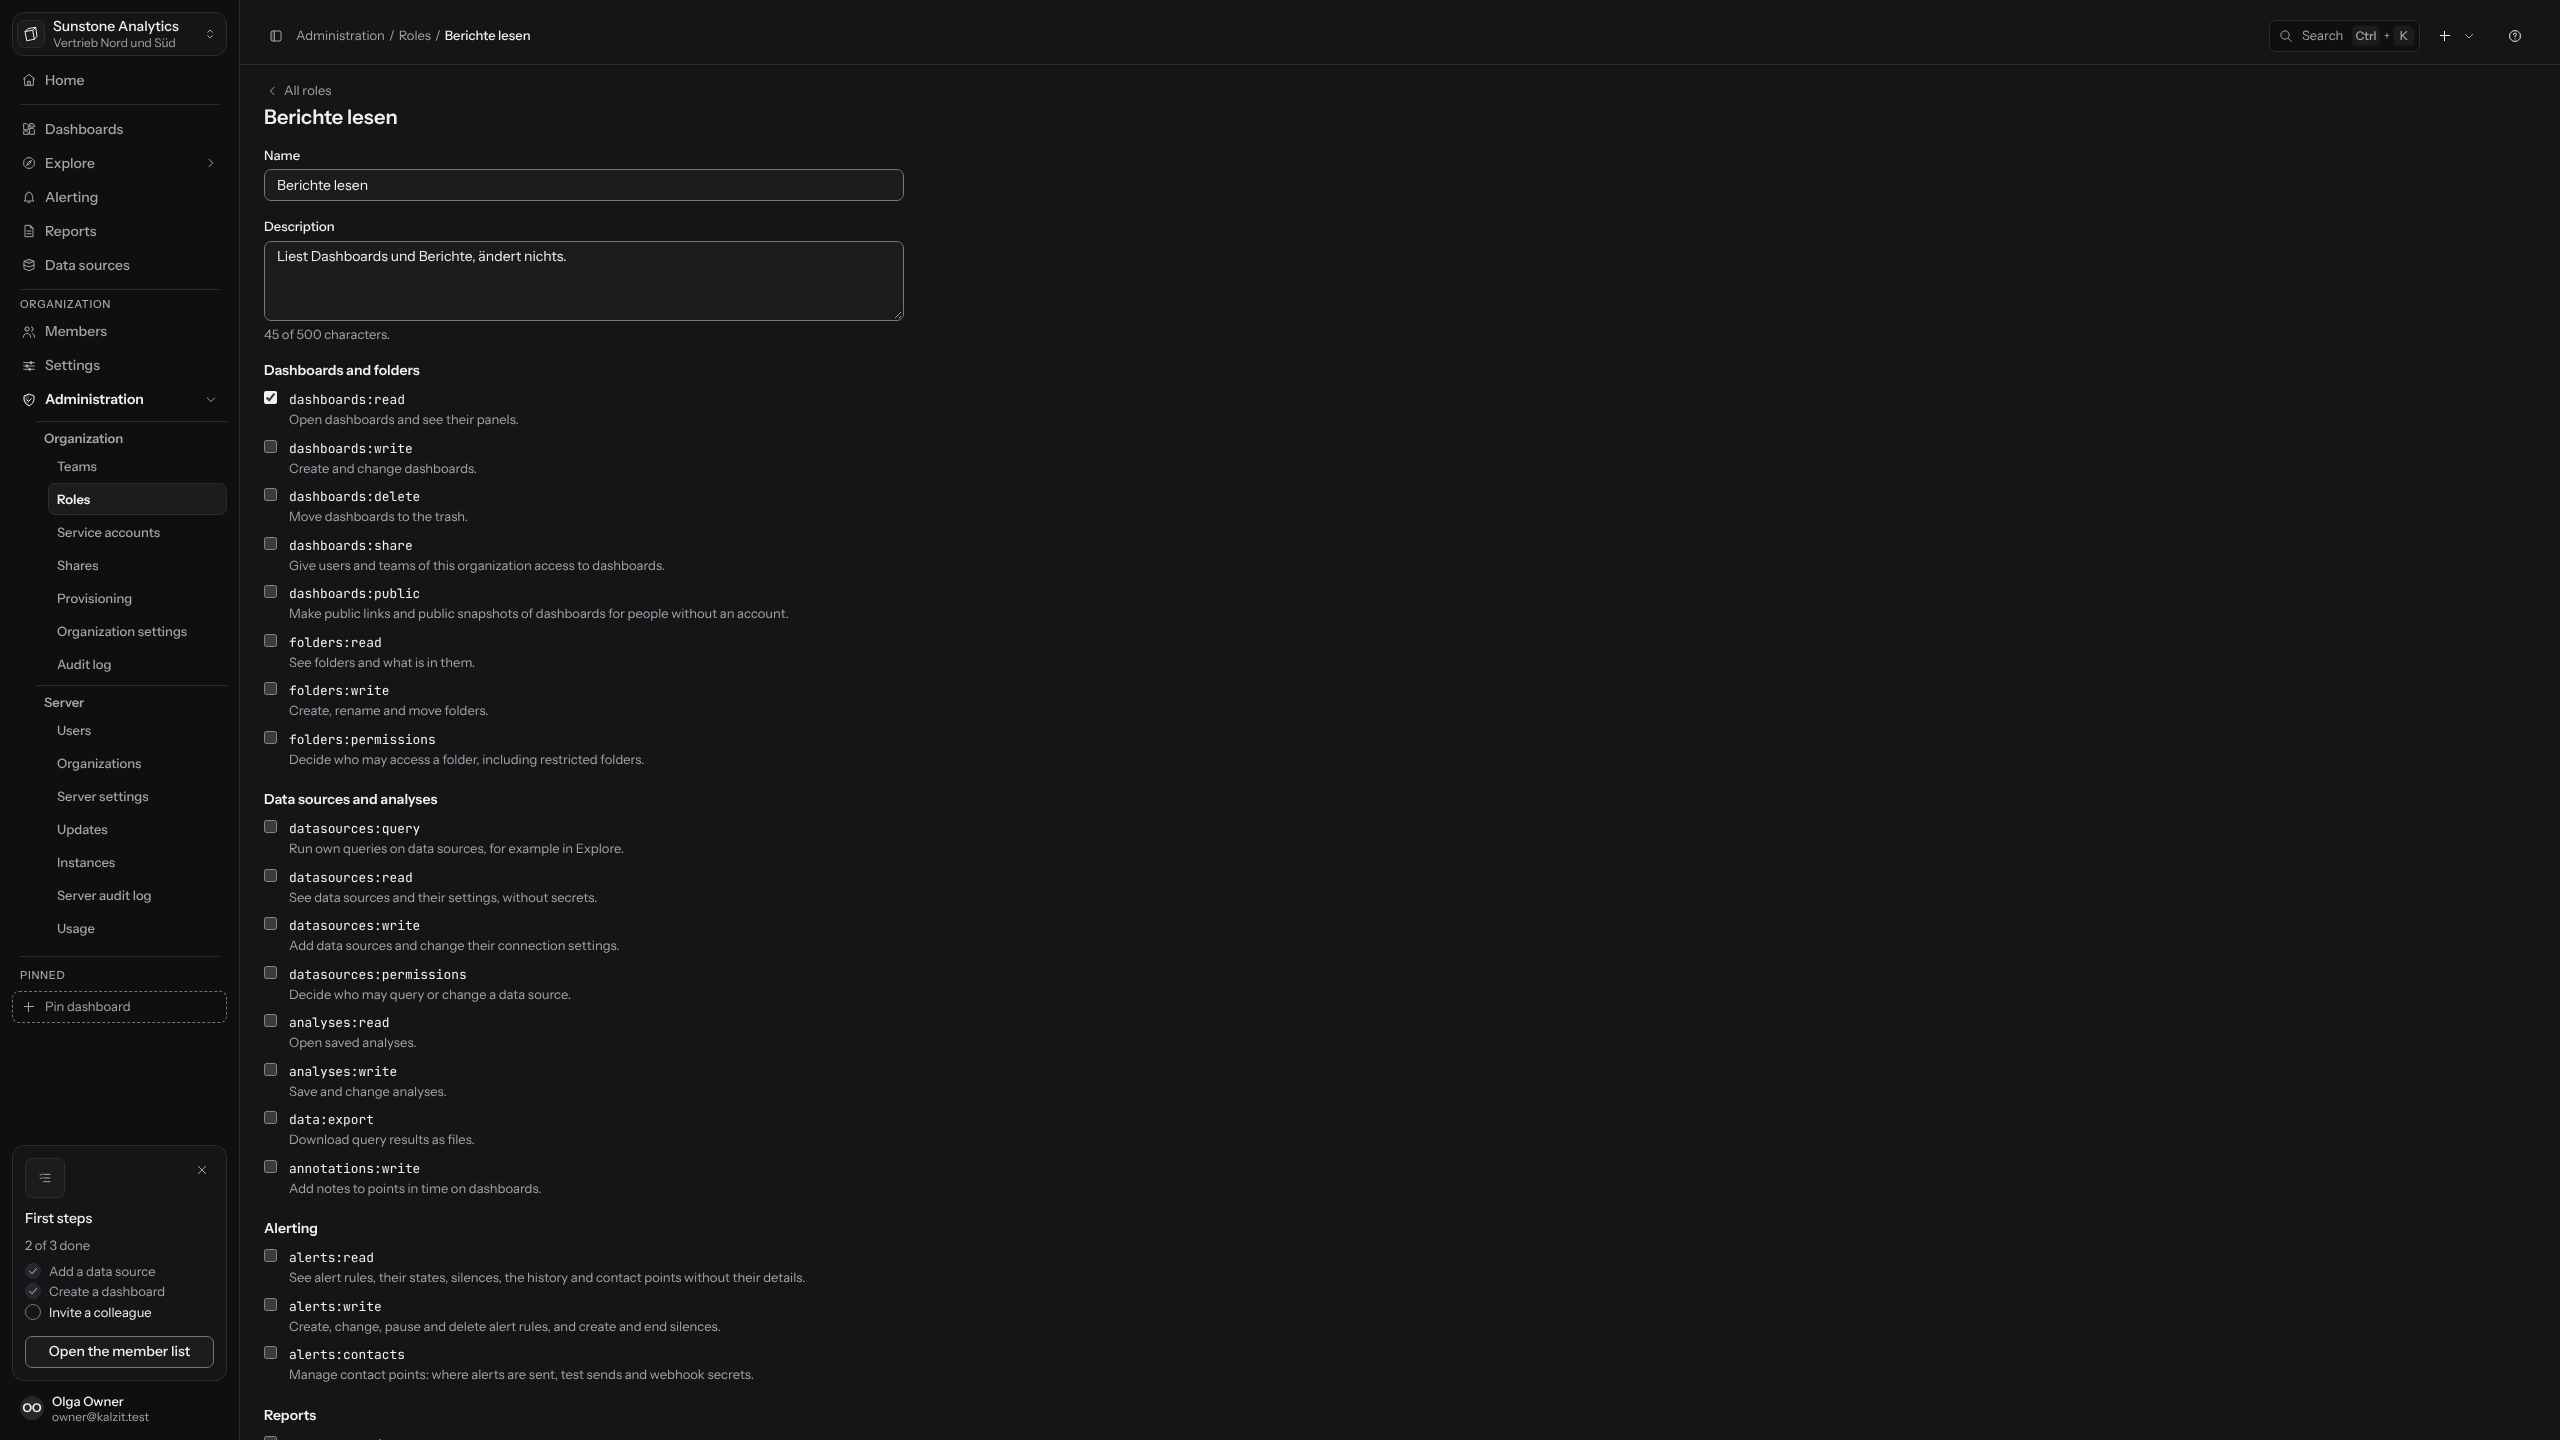 Sunstone Analytics
Vertrieb Nord und Süd
Home
Dashboards
Explore
Alerting
Reports
Data sources
ORGANIZATION
Members
Settings
Administration
Organization
Teams
Roles
Service accounts
Shares
Provisioning
Organization settings
Audit log
Server
Users
Organizations
Server settings
Updates
Instances
Server audit log
Usage
PINNED
Pin dashboard
First steps
2 of 3 done
Add a data source
Create a dashboard
Invite a colleague
Open the member list
OO
Olga Owner
owner@kalzit.test
Administration / Roles / Berichte lesen
Search Ctrl + K
All roles
Berichte lesen
Name
Berichte lesen
Description
Liest Dashboards und Berichte, ändert nichts.
45 of 500 characters.
Dashboards and folders
dashboards:read
Open dashboards and see their panels.
dashboards:write
Create and change dashboards.
dashboards:delete
Move dashboards to the trash.
dashboards:share
Give users and teams of this organization access to dashboards.
dashboards:public
Make public links and public snapshots of dashboards for people without an account.
folders:read
See folders and what is in them.
folders:write
Create, rename and move folders.
folders:permissions
Decide who may access a folder, including restricted folders.
Data sources and analyses
datasources:query
Run own queries on data sources, for example in Explore.
datasources:read
See data sources and their settings, without secrets.
datasources:write
Add data sources and change their connection settings.
datasources:permissions
Decide who may query or change a data source.
analyses:read
Open saved analyses.
analyses:write
Save and change analyses.
data:export
Download query results as files.
annotations:write
Add notes to points in time on dashboards.
Alerting
alerts:read
See alert rules, their states, silences, the history and contact points without their details.
alerts:write
Create, change, pause and delete alert rules, and create and end silences.
alerts:contacts
Manage contact points: where alerts are sent, test sends and webhook secrets.
Reports